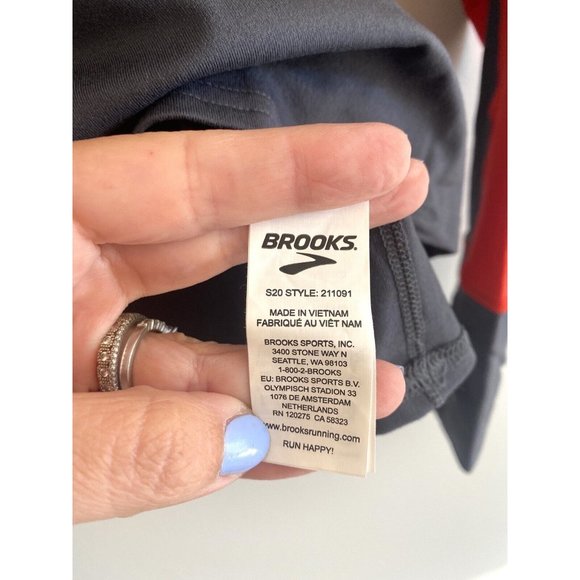 BROOKS
S20 STYLE: 211091
MADE IN VIETNAM
FABRIQUÉ AU VIÊT NAM
BROOKS SPORTS, INC.
3400 STONE WAY N
SEATTLE, WA 98103
1-800-2-BROOKS
EU: BROOKS SPORTS B.V.
OLYMPISCH STADION 33
1076 DE AMSTERDAM
NETHERLANDS
RN 120275 CA 58323
www.brooksrunning.com
RUN HAPPY!